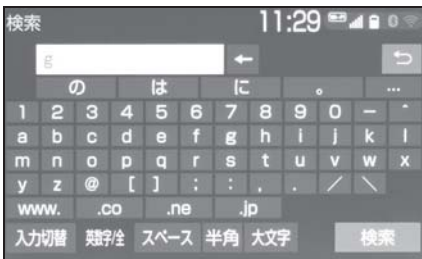 検索 11:29 0
g ←
の は に 。 …
1 2 3 4 5 6 7 8 9 0 - ^
a b c d e f g h i j k l
m n o p q r s t u v w x
y z @ [ ] ; : , . / \
www. .co .ne .jp
入力切替 英数字/全 スペース 半角 大文字 検索